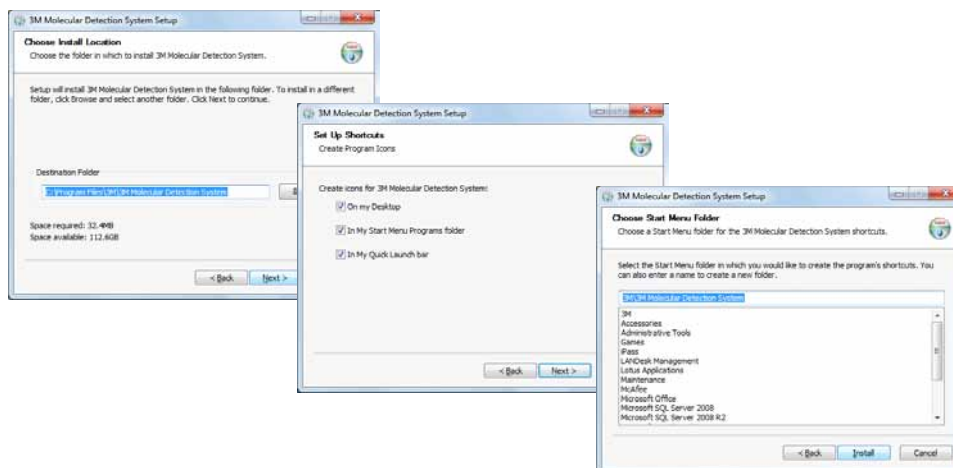 3M Molecular Detection System Setup
Choose Install Location
Choose the folder in which to install 3M Molecular Detection System.
Setup will install 3M Molecular Detection System in the following folder. To install in a different
folder, click Browse and select another folder. Click Next to continue.
Destination Folder
C:\Program Files\3M\3M Molecular Detection System
Space required: 32.4MB
Space available: 112.6GB
< Back
Next >
3M Molecular Detection System Setup
Set Up Shortcuts
Create Program Icons
Create icons for 3M Molecular Detection System:
On my Desktop
In My Start Menu Programs folder
In My Quick Launch bar
< Back
Next >
3M Molecular Detection System Setup
Choose Start Menu Folder
Choose a Start Menu folder for the 3M Molecular Detection System shortcuts.
Select the Start Menu folder in which you would like to create the program's shortcuts. You
can also enter a name to create a new folder.
3M\3M Molecular Detection System
3M
Accessories
Administrative Tools
Games
iPass
LANDesk Management
Lotus Applications
Maintenance
McAfee
Microsoft Office
Microsoft SQL Server 2008
Microsoft SQL Server 2008 R2
< Back
Install
Cancel